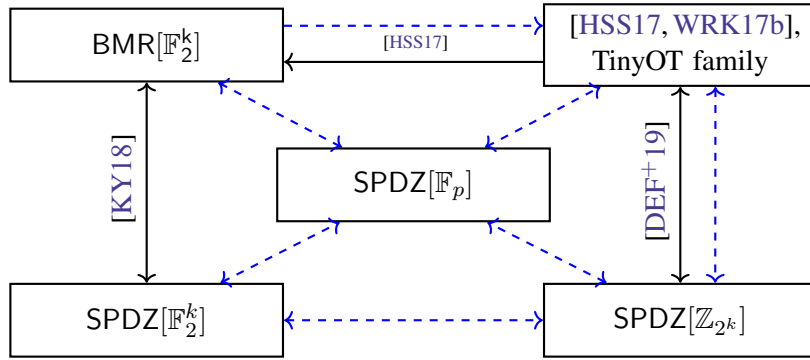 BMR[𝔽₂ᵏ]
[HSS17]
[HSS17, WRK17b],
TinyOT family
[KY18]
SPDZ[𝔽ₚ]
[DEF⁺19]
SPDZ[𝔽₂ᵏ]
SPDZ[ℤ₂ᵏ]